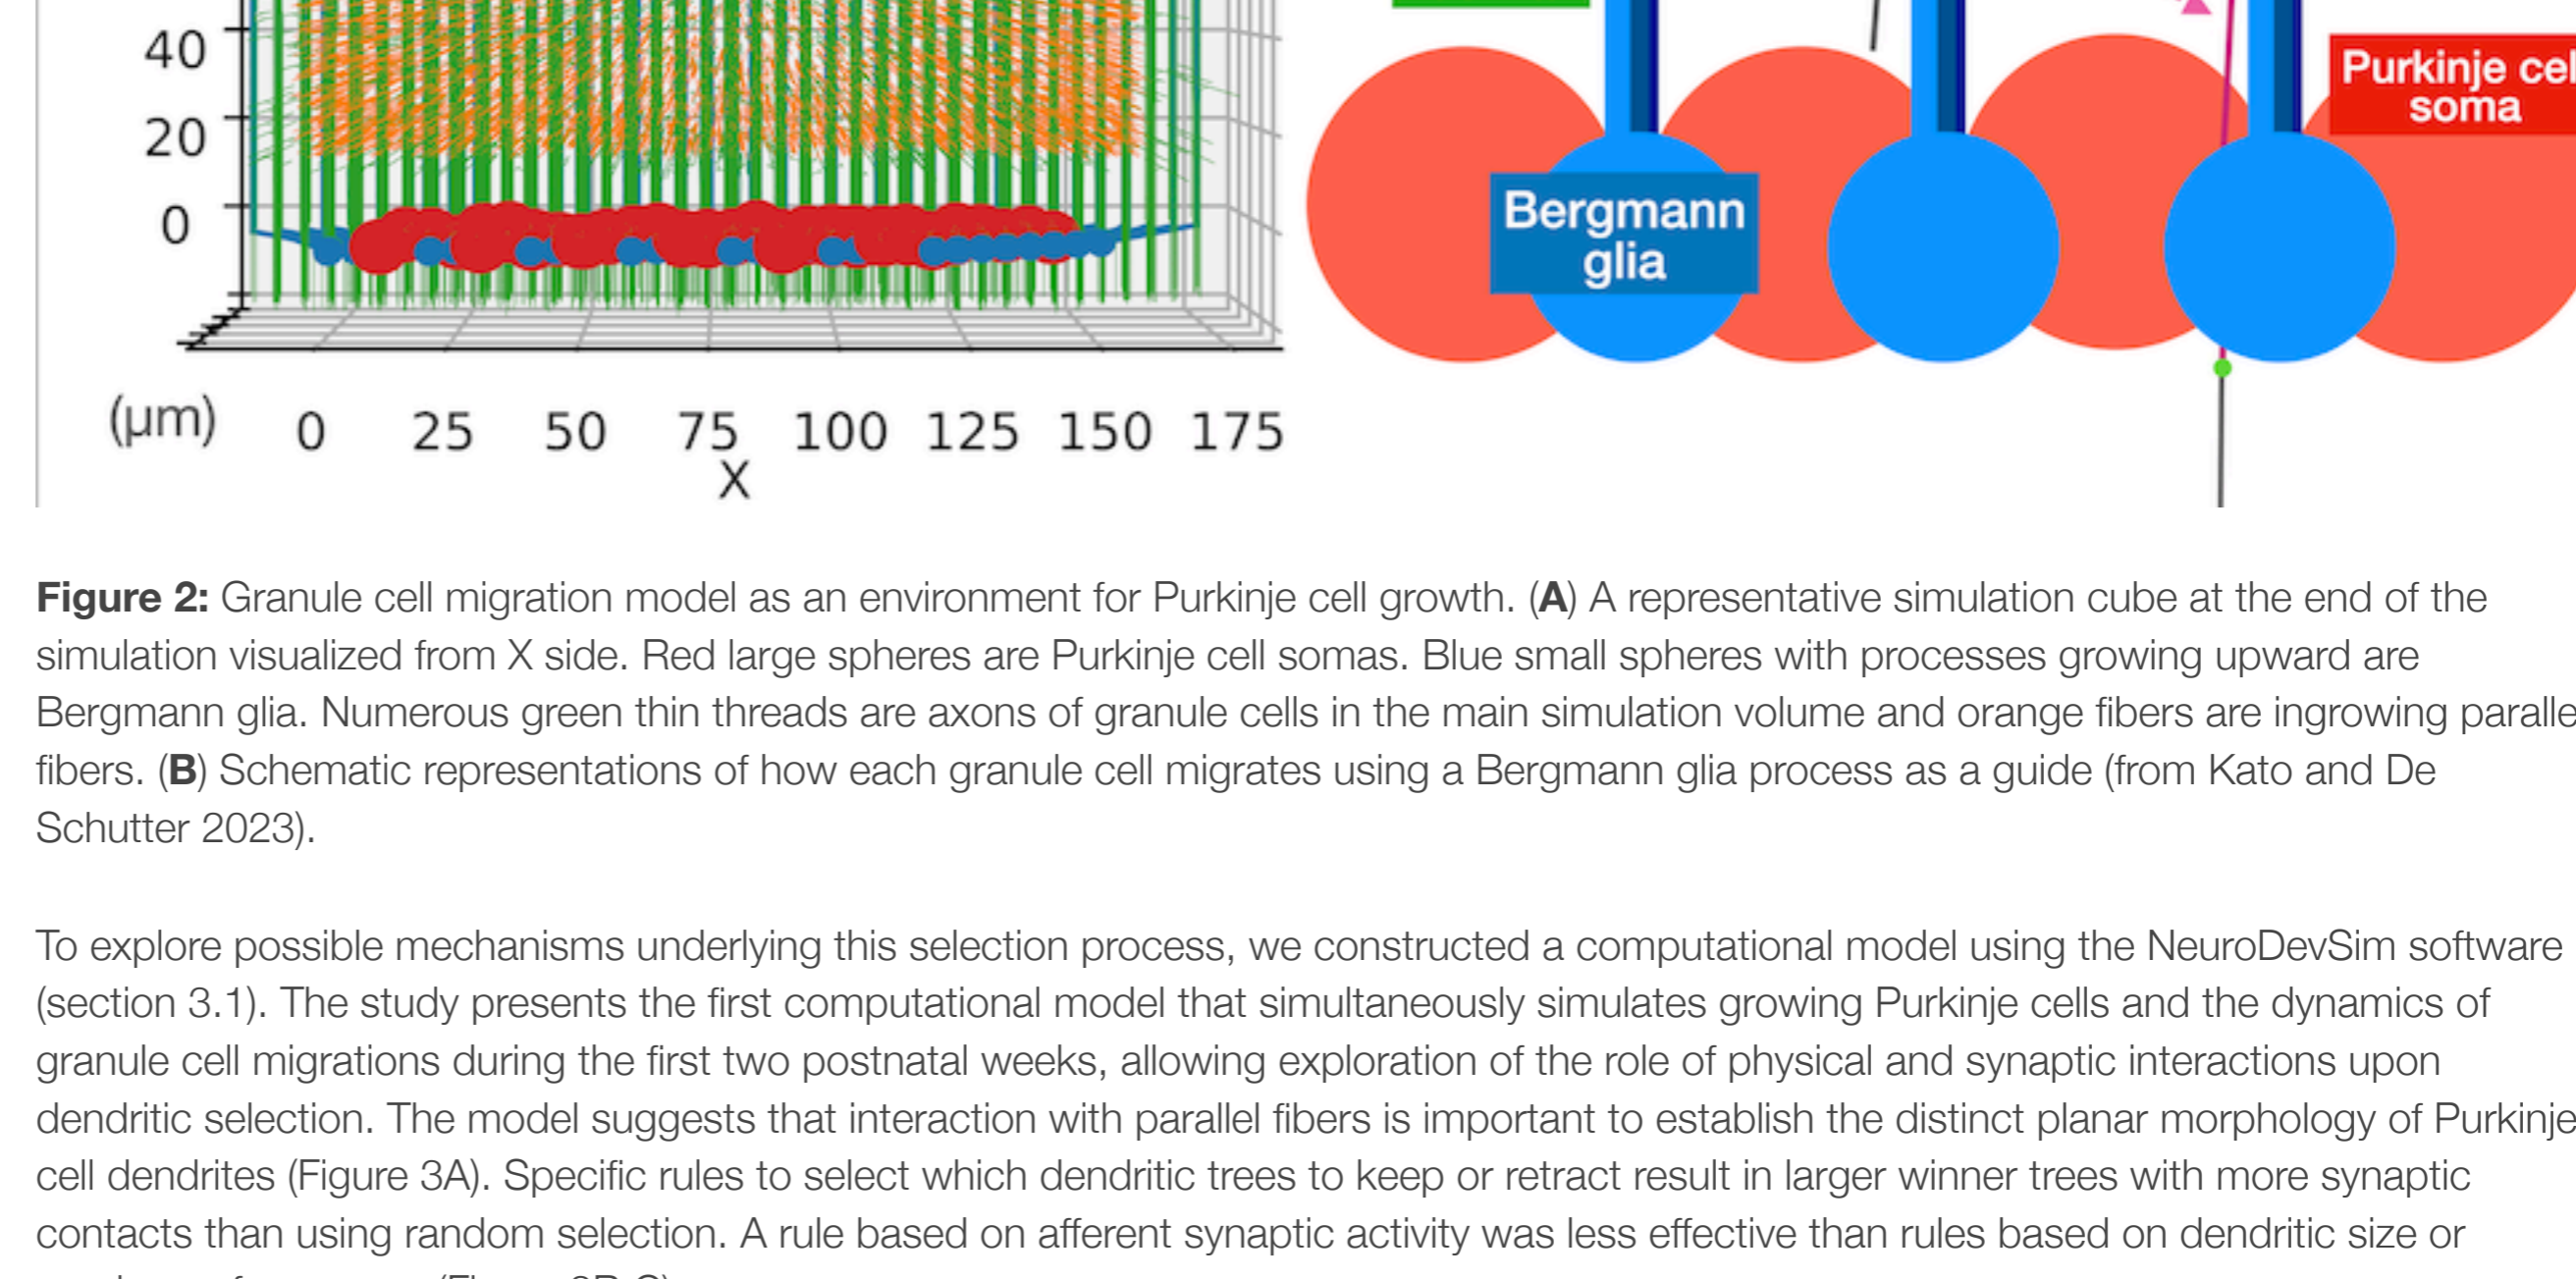 40
20
0
(μm)
0 25 50 75 100 125 150 175
X
Purkinje cel
soma
Bergmann
glia
Figure 2: Granule cell migration model as an environment for Purkinje cell growth. (A) A representative simulation cube at the end of the
simulation visualized from X side. Red large spheres are Purkinje cell somas. Blue small spheres with processes growing upward are
Bergmann glia. Numerous green thin threads are axons of granule cells in the main simulation volume and orange fibers are ingrowing paralle
fibers. (B) Schematic representations of how each granule cell migrates using a Bergmann glia process as a guide (from Kato and De
Schutter 2023).
To explore possible mechanisms underlying this selection process, we constructed a computational model using the NeuroDevSim software
(section 3.1). The study presents the first computational model that simultaneously simulates growing Purkinje cells and the dynamics of
granule cell migrations during the first two postnatal weeks, allowing exploration of the role of physical and synaptic interactions upon
dendritic selection. The model suggests that interaction with parallel fibers is important to establish the distinct planar morphology of Purkinje
cell dendrites (Figure 3A). Specific rules to select which dendritic trees to keep or retract result in larger winner trees with more synaptic
contacts than using random selection. A rule based on afferent synaptic activity was less effective than rules based on dendritic size or